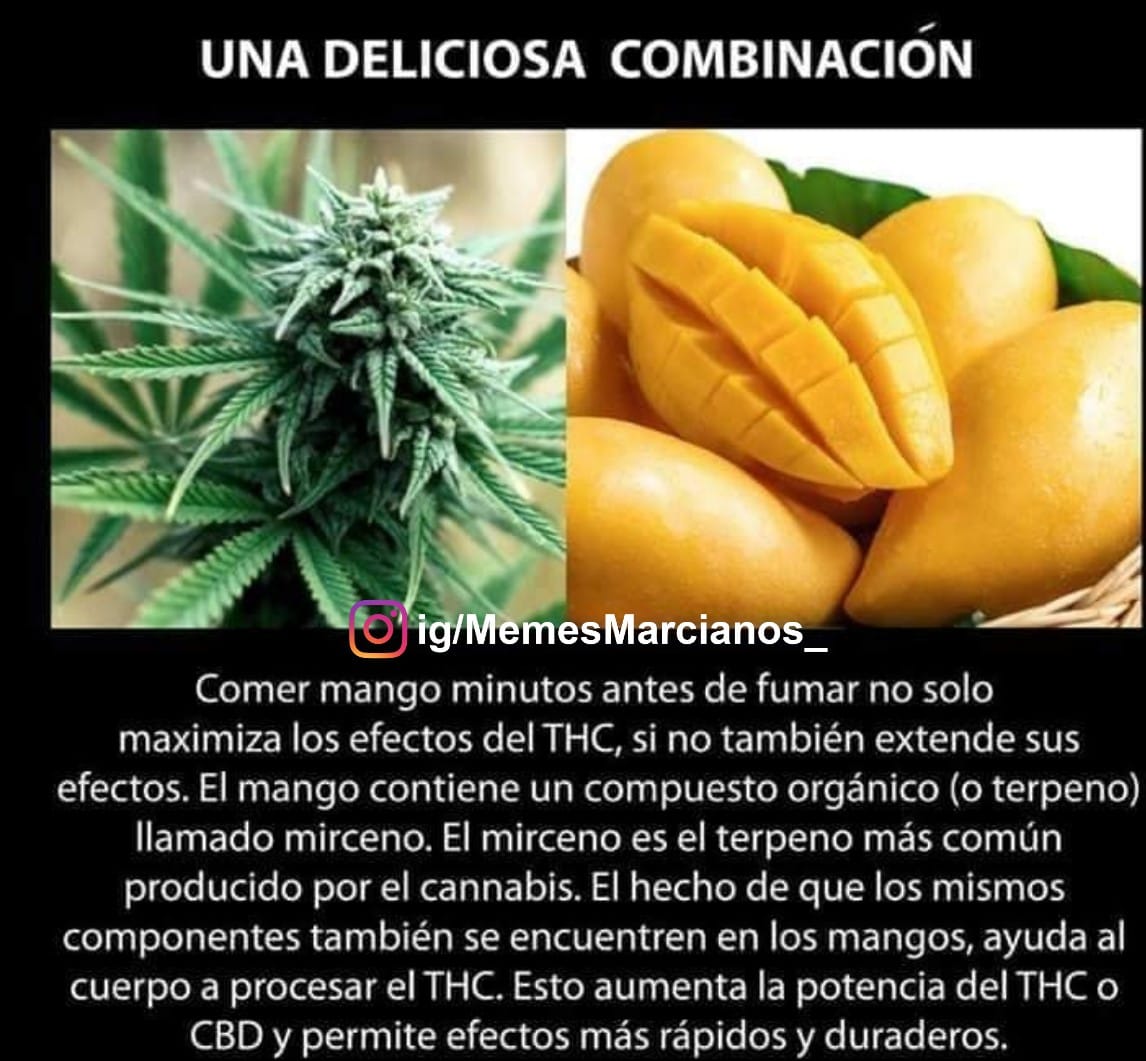 UNA DELICIOSA COMBINACIÓN
ig/MemesMarcianos_
Comer mango minutos antes de fumar no solo
maximiza los efectos del THC, si no también extende sus
efectos. El mango contiene un compuesto orgánico (o terpeno)
llamado mirceno. El mirceno es el terpeno más común
producido por el cannabis. El hecho de que los mismos
componentes también se encuentren en los mangos, ayuda al
cuerpo a procesar el THC. Esto aumenta la potencia del THC o
CBD y permite efectos más rápidos y duraderos.